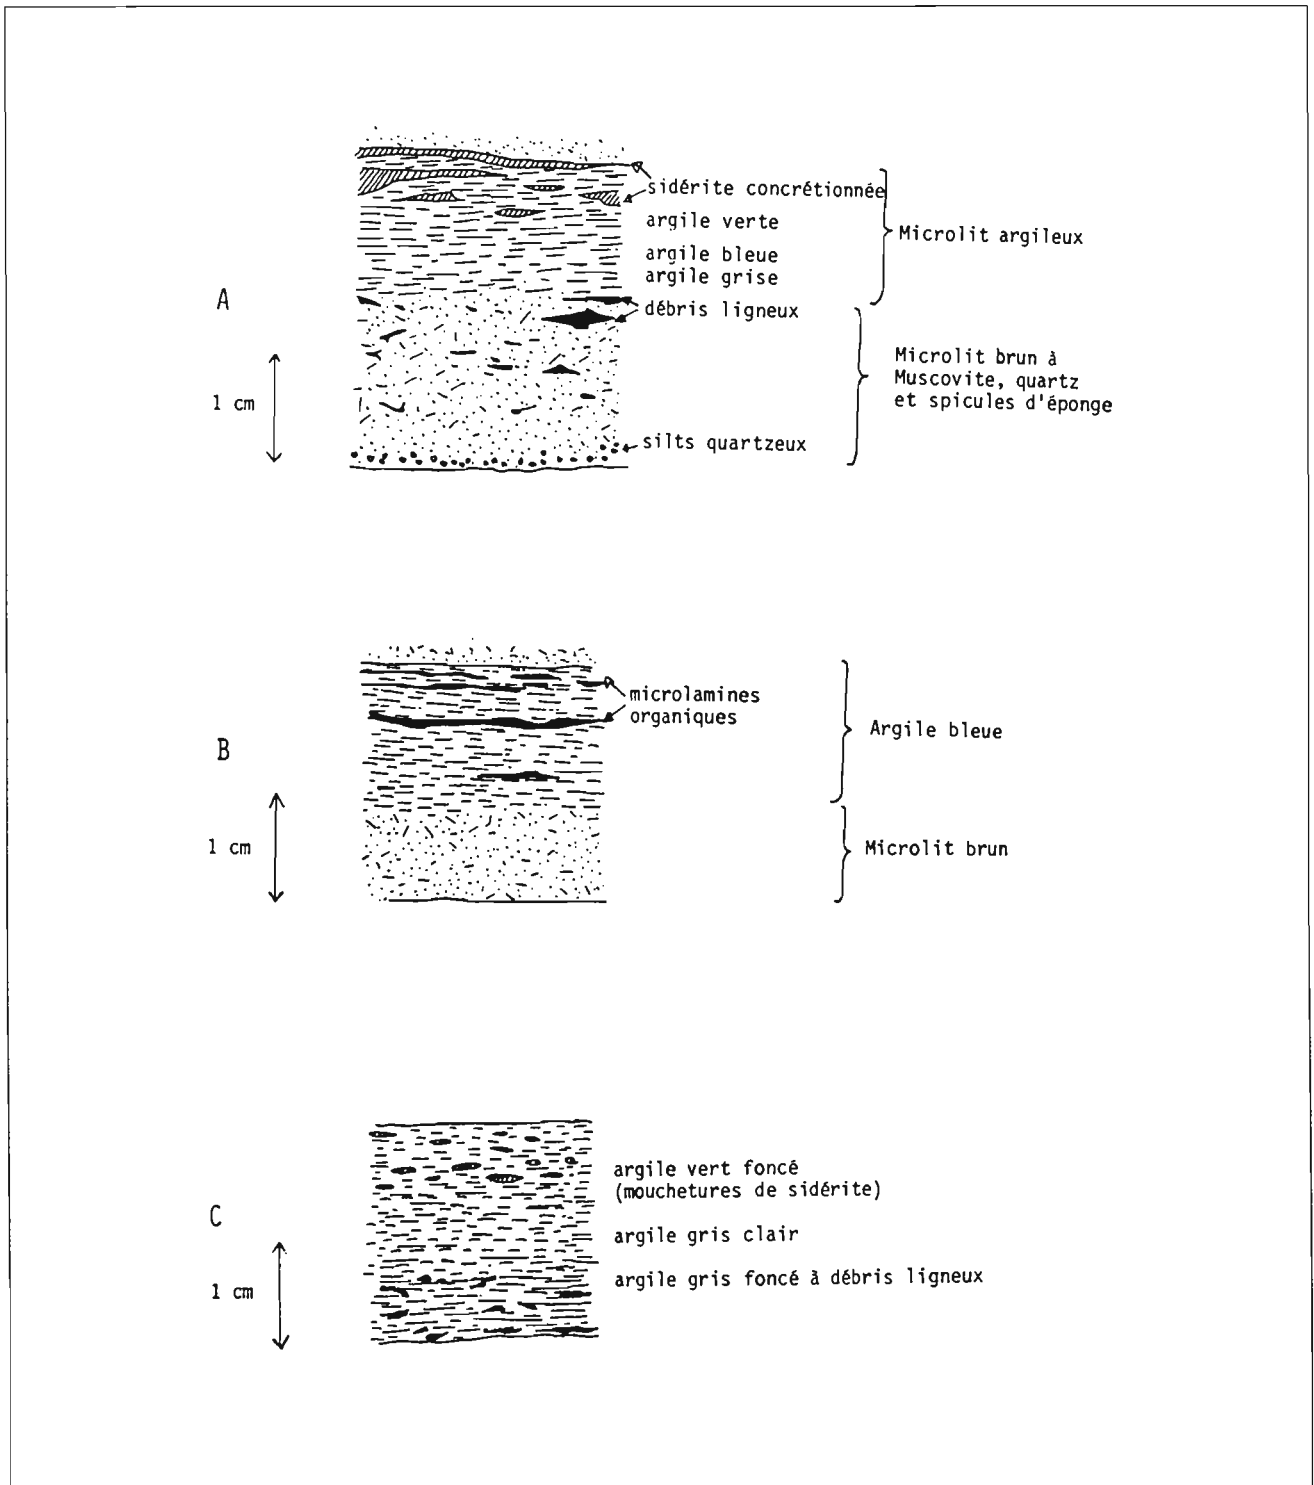 A
sidérite concrétionnée
argile verte
argile bleue
argile grise
débris ligneux
silts quartzeux
Microlit argileux
Microlit brun à
Muscovite, quartz
et spicules d'éponge
1 cm
B
microlamines
organiques
Argile bleue
Microlit brun
1 cm
C
argile vert foncé
(mouchetures de sidérite)
argile gris clair
argile gris foncé à débris ligneux
1 cm